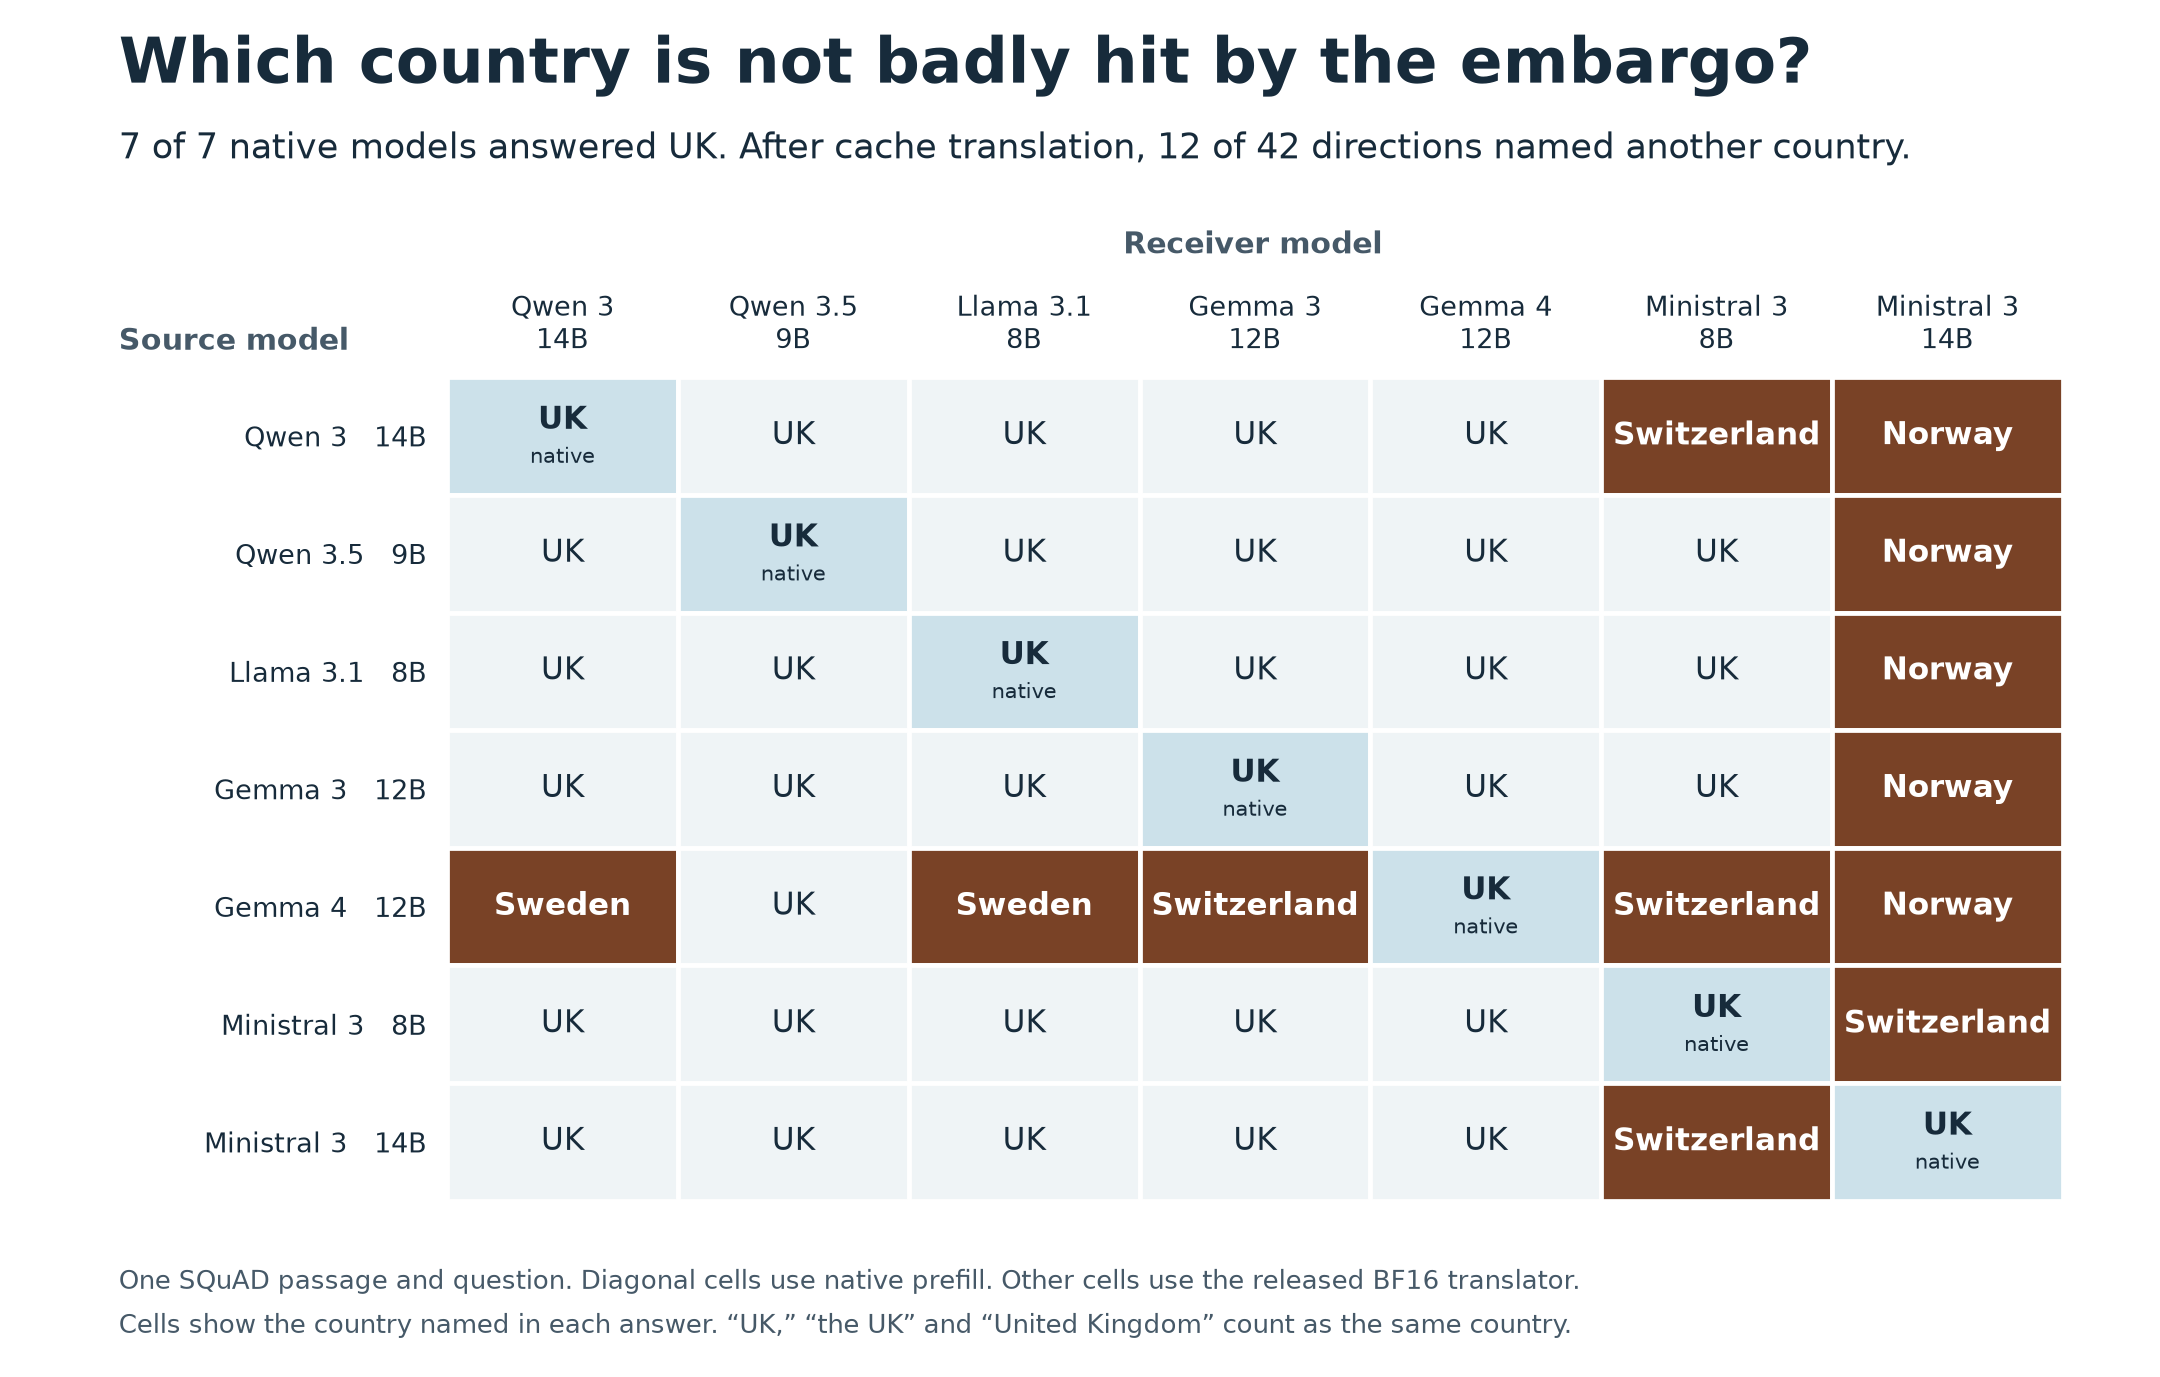 Which country is not badly hit by the embargo?
7 of 7 native models answered UK. After cache translation, 12 of 42 directions named another country.
Receiver model
Source model
Qwen 3 14B
Qwen 3.5 9B
Llama 3.1 8B
Gemma 3 12B
Gemma 4 12B
Ministral 3 8B
Ministral 3 14B
Qwen 3 14B UK native UK UK UK UK Switzerland Norway
Qwen 3.5 9B UK UK native UK UK UK UK Norway
Llama 3.1 8B UK UK UK native UK UK UK Norway
Gemma 3 12B UK UK UK UK native UK UK Norway
Gemma 4 12B Sweden UK Sweden Switzerland UK native Switzerland Norway
Ministral 3 8B UK UK UK UK UK UK native Switzerland
Ministral 3 14B UK UK UK UK UK Switzerland UK native
One SQuAD passage and question. Diagonal cells use native prefill. Other cells use the released BF16 translator.
Cells show the country named in each answer. “UK,” “the UK” and “United Kingdom” count as the same country.